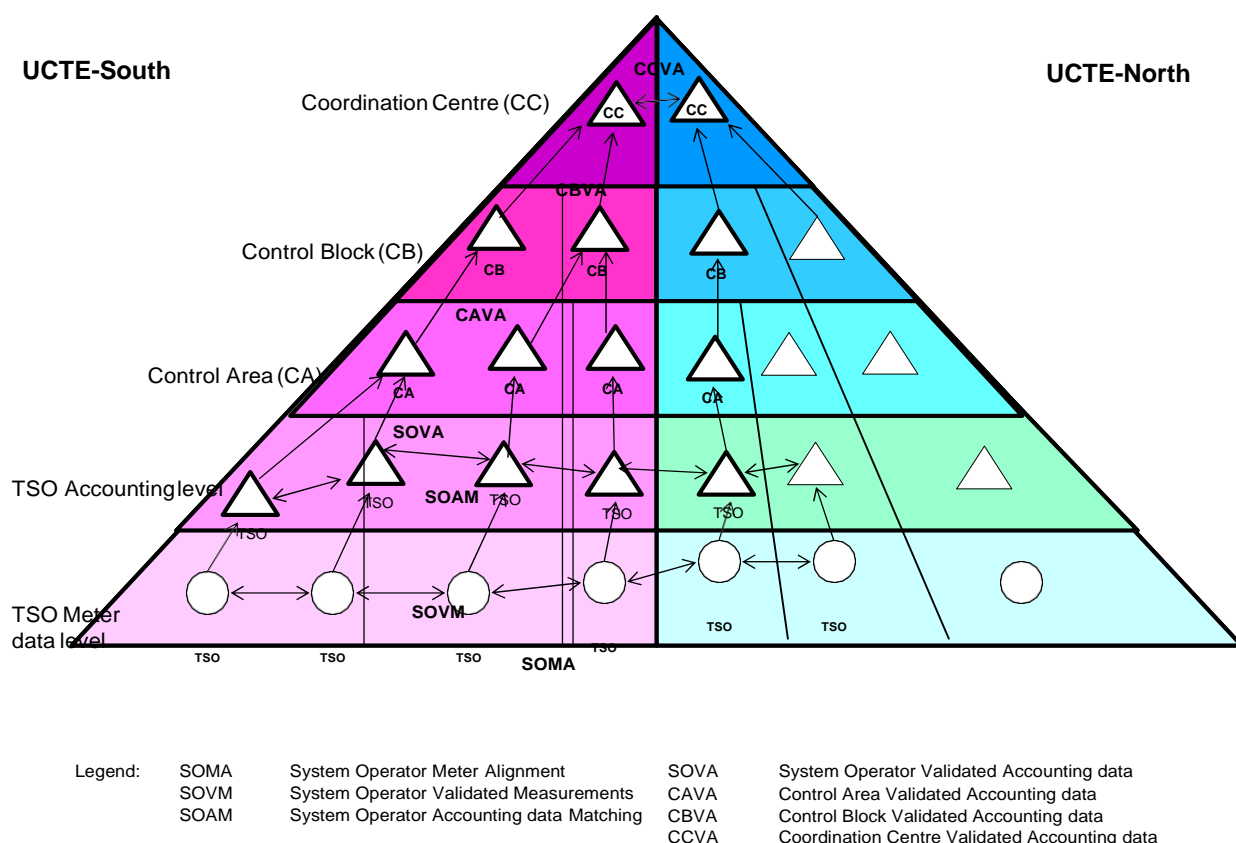 UCTE-South
UCTE-North
CCVA
Coordination Centre (CC)
CC
CC
CBVA
Control Block (CB)
CB
CB
CB
CAVA
Control Area (CA)
CA
CA
CA
CA
SOVA
TSO Accounting level
SOAM
TSO
TSO
TSO
TSO
TSO
TSO Meter
data level
SOVM
TSO
TSO
TSO
TSO
TSO
TSO
SOMA
Legend:
SOMA System Operator Meter Alignment
SOVM System Operator Validated Measurements
SOAM System Operator Accounting data Matching
SOVA System Operator Validated Accounting data
CAVA Control Area Validated Accounting data
CBVA Control Block Validated Accounting data
CCVA Coordination Centre Validated Accounting data